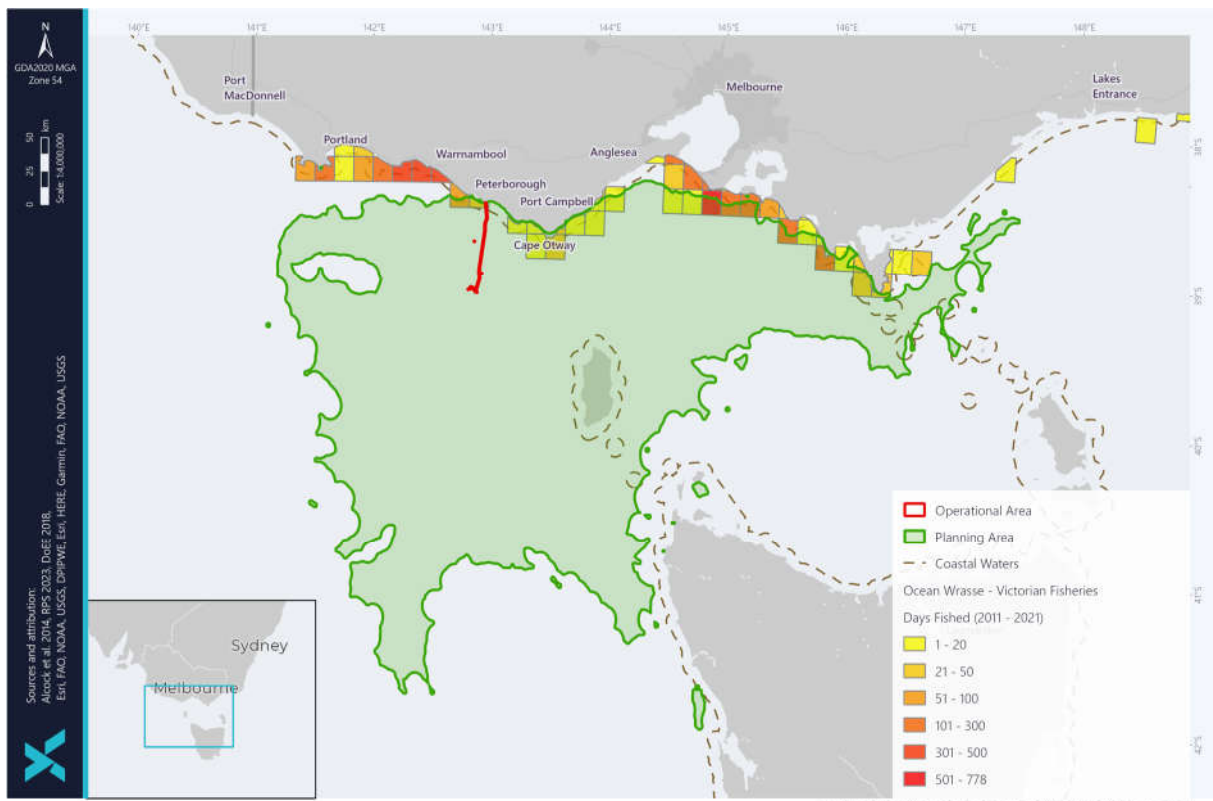 N
GDA2020 MGA
Zone 54
0 25 50
km
Scale: 1:4,000,000
Sources and attribution:
Alcock et al. 2014, RPS 2023, DoEE 2018,
Esri, FAO, NOAA, USGS, DPIPWE, Esri, HERE, Garmin, FAO, NOAA, USGS
140°E 141°E 142°E 143°E 144°E 145°E 146°E 147°E 148°E
38°S
39°S
40°S
41°S
42°S
Port
MacDonnell
Portland
Warrnambool
Peterborough
Port Campbell
Cape Otway
Anglesea
Melbourne
Lakes
Entrance
Operational Area
Planning Area
Coastal Waters
Ocean Wrasse - Victorian Fisheries
Days Fished (2011 - 2021)
1 - 20
21 - 50
51 - 100
101 - 300
301 - 500
501 - 778
Sydney
Melbourne